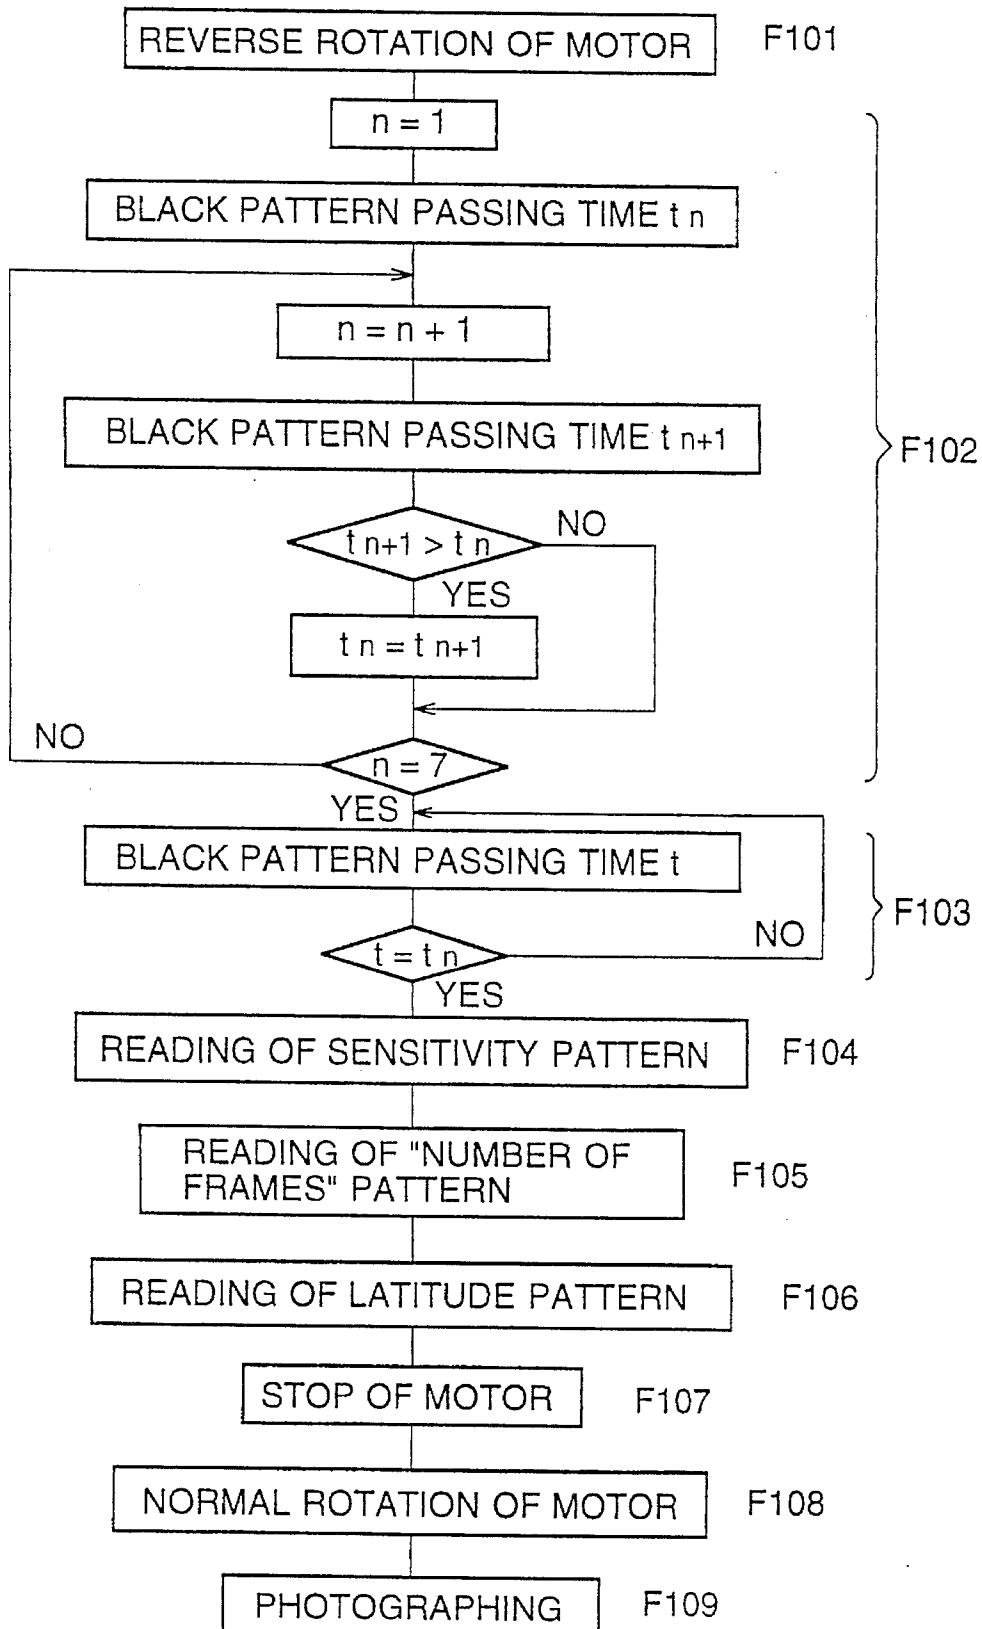 REVERSE ROTATION OF MOTOR F101
n = 1
BLACK PATTERN PASSING TIME t n
n = n + 1
BLACK PATTERN PASSING TIME t n+1
F102
t n+1 > t n
NO
YES
t n = t n+1
NO
n = 7
YES
BLACK PATTERN PASSING TIME t
F103
t = t n
NO
YES
READING OF SENSITIVITY PATTERN F104
READING OF "NUMBER OF
FRAMES" PATTERN
F105
READING OF LATITUDE PATTERN F106
STOP OF MOTOR F107
NORMAL ROTATION OF MOTOR F108
PHOTOGRAPHING F109